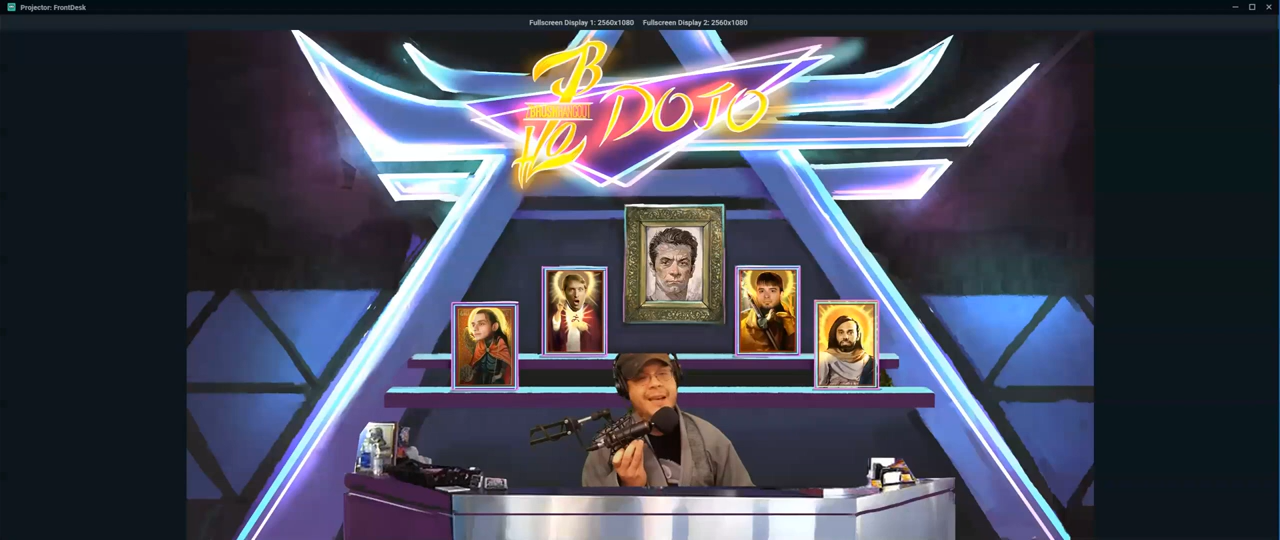 Projector: FrontDesk
Fullscreen Display 1: 2560x1080 Fullscreen Display 2: 2560x1080
DOJO